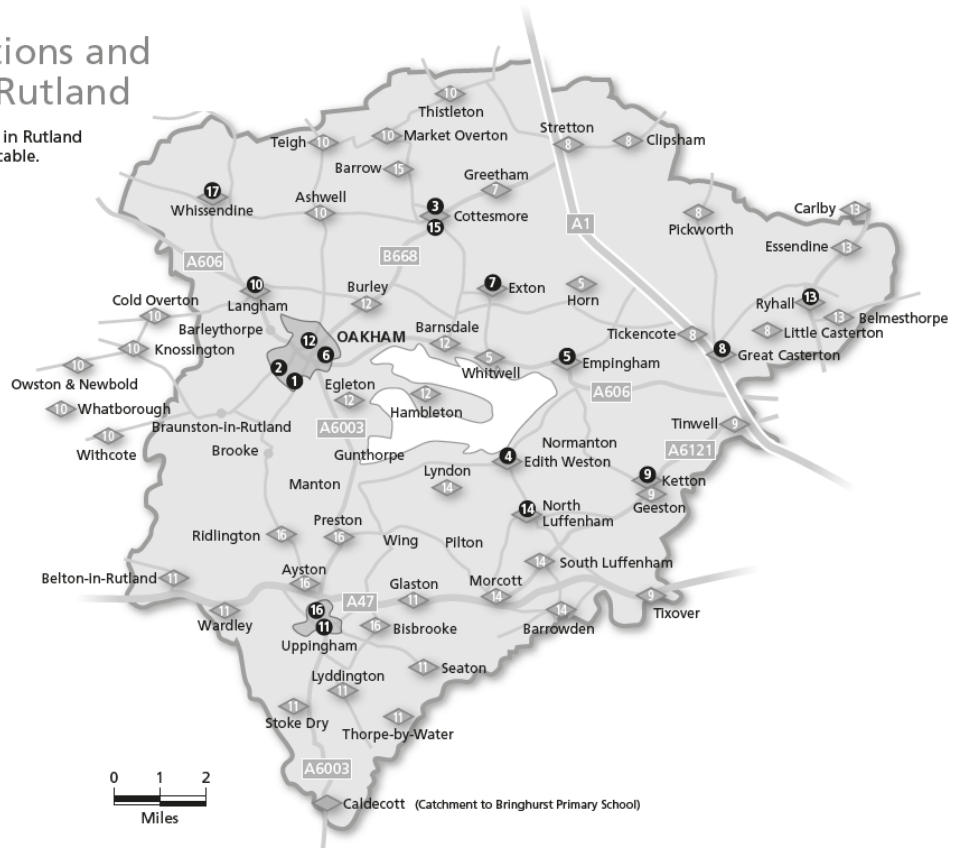 tions and
Rutland
in Rutland
cable.
10
Thistleton
Teigh 10
10 Market Overton
Stretton
8
8 Clipsham
Barrow 15
Greetham
7
17
Whissendine
Ashwell
10
3
Cottesmore
15
A1
8
Pickworth
Carlby 13
Essendine 13
A606
B668
10
Langham
Burley
12
7 Exton
5
Horn
Ryhall 13
13 Belmesthorpe
Cold Overton
10
Barleythorpe
12 OAKHAM
6
2
1
Barnsdale
12
Tickencote 8
8 Little Casterton
8 Great Casterton
10 Knossington
10
Owston & Newbold
5
Whitwell
5 Empingham
A606
Egleton
12
12
Hambleton
10 Whatborough
Braunston-in-Rutland
A6003
Tinwell 9
10
Withcote
Brooke
Gunthorpe
Normanton
A6121
4 Edith Weston
Lyndon
14
9 Ketton
9
Geeston
Manton
14 North
Luffenham
Ridlington 16
Preston
16
Wing
Pilton
14 South Luffenham
Belton-in-Rutland 11
Ayston
16
Glaston
11
Morcott
14
9
Tixover
11
Wardley
A47
16
11
Uppingham
16 Bisbrooke
14
Barrowden
11 Seaton
Lyddington
11
11
Stoke Dry
11
Thorpe-by-Water
A6003
0 1 2
Miles
Caldecott (Catchment to Bringhurst Primary School)